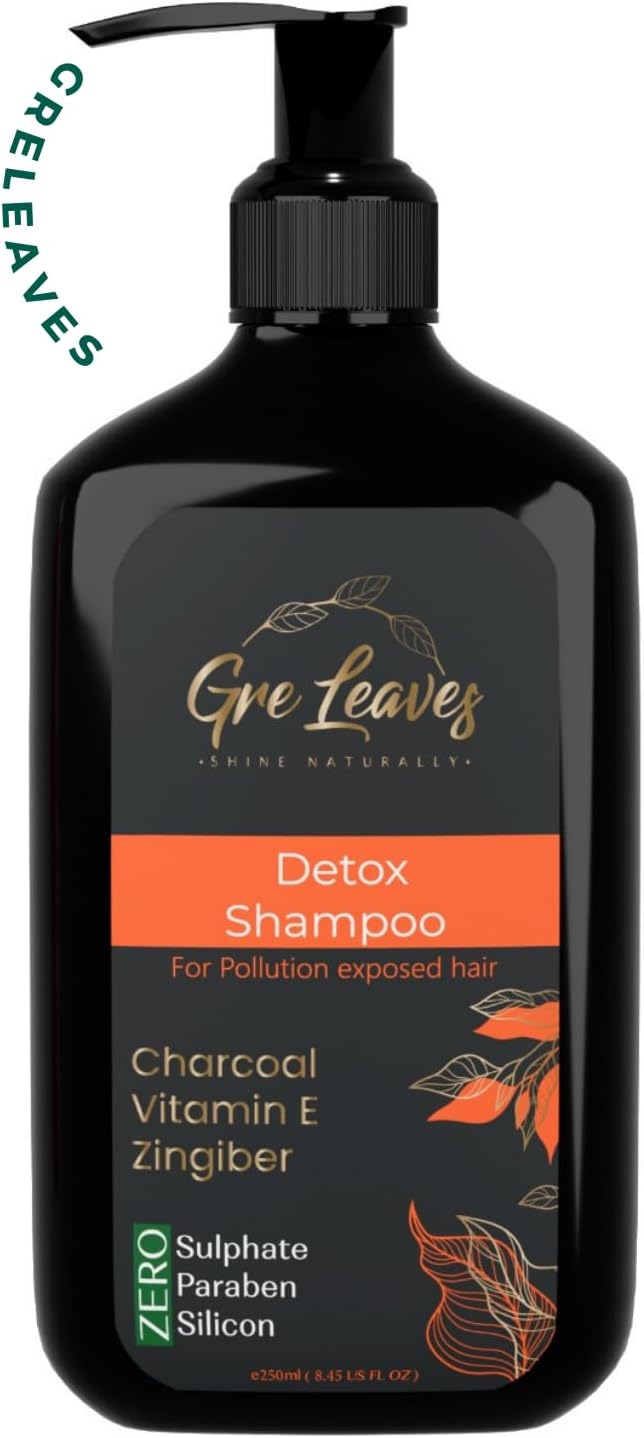 GRELEAVES
Gre Leaves
•SHINE NATURALLY•
Detox
Shampoo
For Pollution exposed hair
Charcoal
Vitamin E
Zingiber
ZERO
Sulphate
Paraben
Silicon
e250ml ( 8.45 US FL OZ )